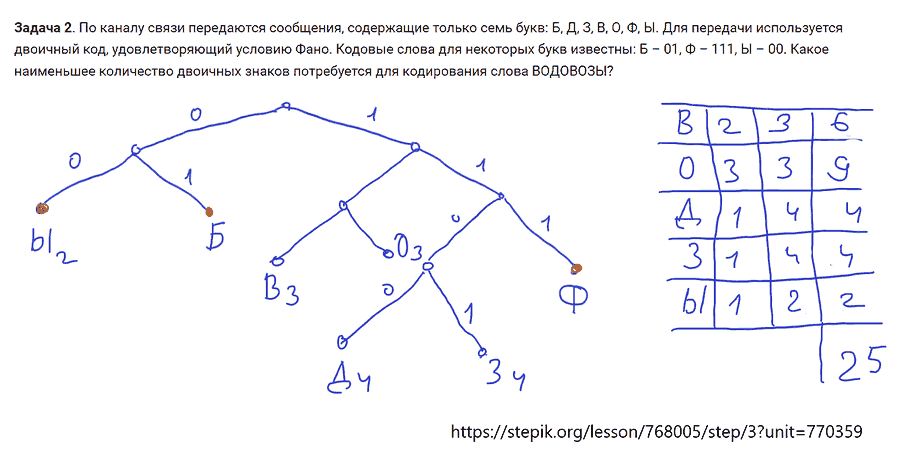 Задача 2. По каналу связи передаются сообщения, содержащие только семь букв: Б, Д, З, В, О, Ф, Ы. Для передачи используется
двоичный код, удовлетворяющий условию Фано. Кодовые слова для некоторых букв известны: Б – 01, Ф – 111, Ы – 00. Какое
наименьшее количество двоичных знаков потребуется для кодирования слова ВОДОВОЗЫ?
0 1
0 1 1
0 1
Ы2 Б В3 О3 Ф
0 1
Д4 З4
В 2 3 6
О 3 3 9
Д 1 4 4
З 1 4 4
Ы 1 2 2
25
https://stepik.org/lesson/768005/step/3?unit=770359